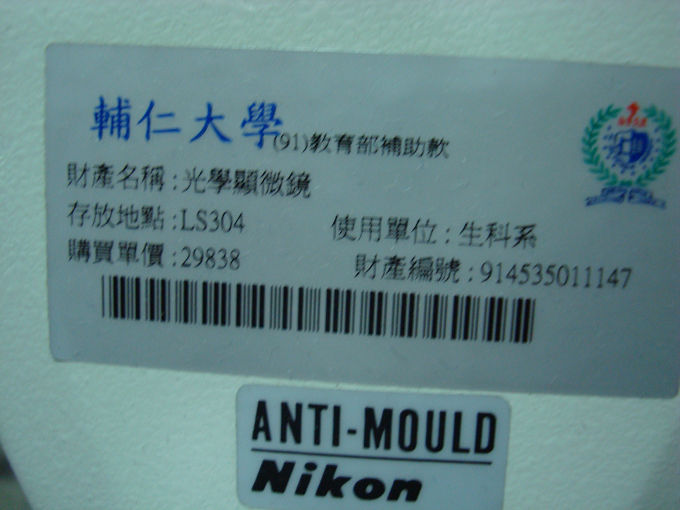 輔仁大學(91)教育部補助款
財產名稱:光學顯微鏡
存放地點:LS304 使用單位:生科系
購買單價:29838 財產編號:914535011147
ANTI-MOULD
Nikon